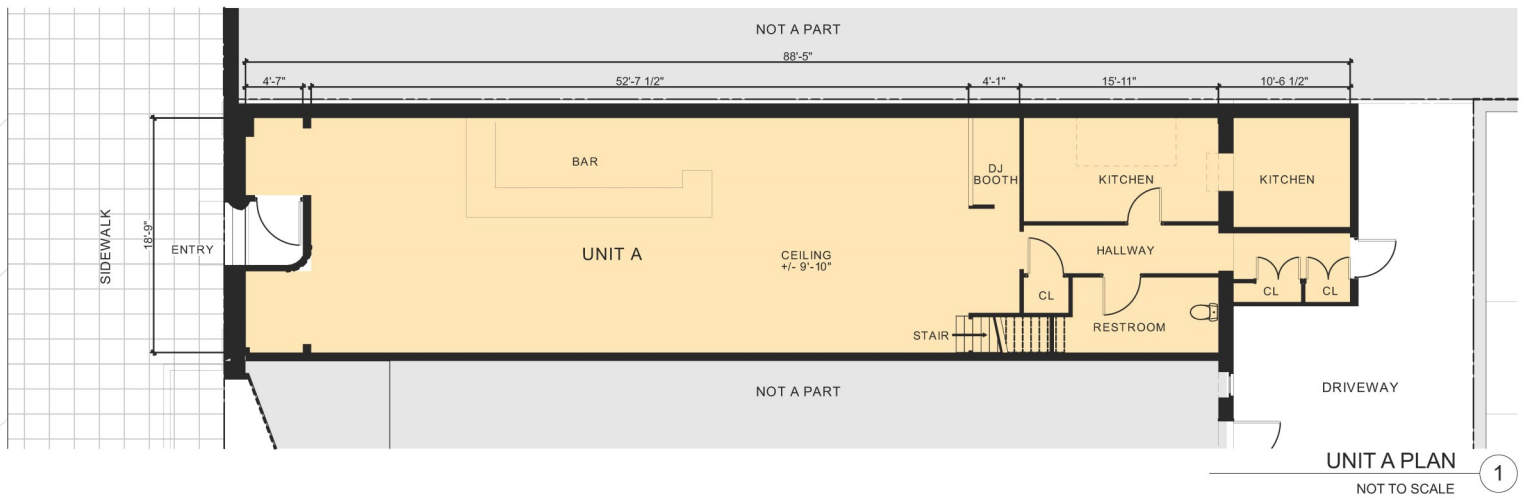 NOT A PART
88'-5"
4'-7"
52'-7 1/2"
4'-1"
15'-11"
10'-6 1/2"
SIDEWALK
18'-9"
ENTRY
BAR
UNIT A
CEILING
+/- 9'-10"
DJ
BOOTH
KITCHEN
KITCHEN
HALLWAY
CL
CL
CL
STAIR
RESTROOM
NOT A PART
DRIVEWAY
UNIT A PLAN
NOT TO SCALE
1